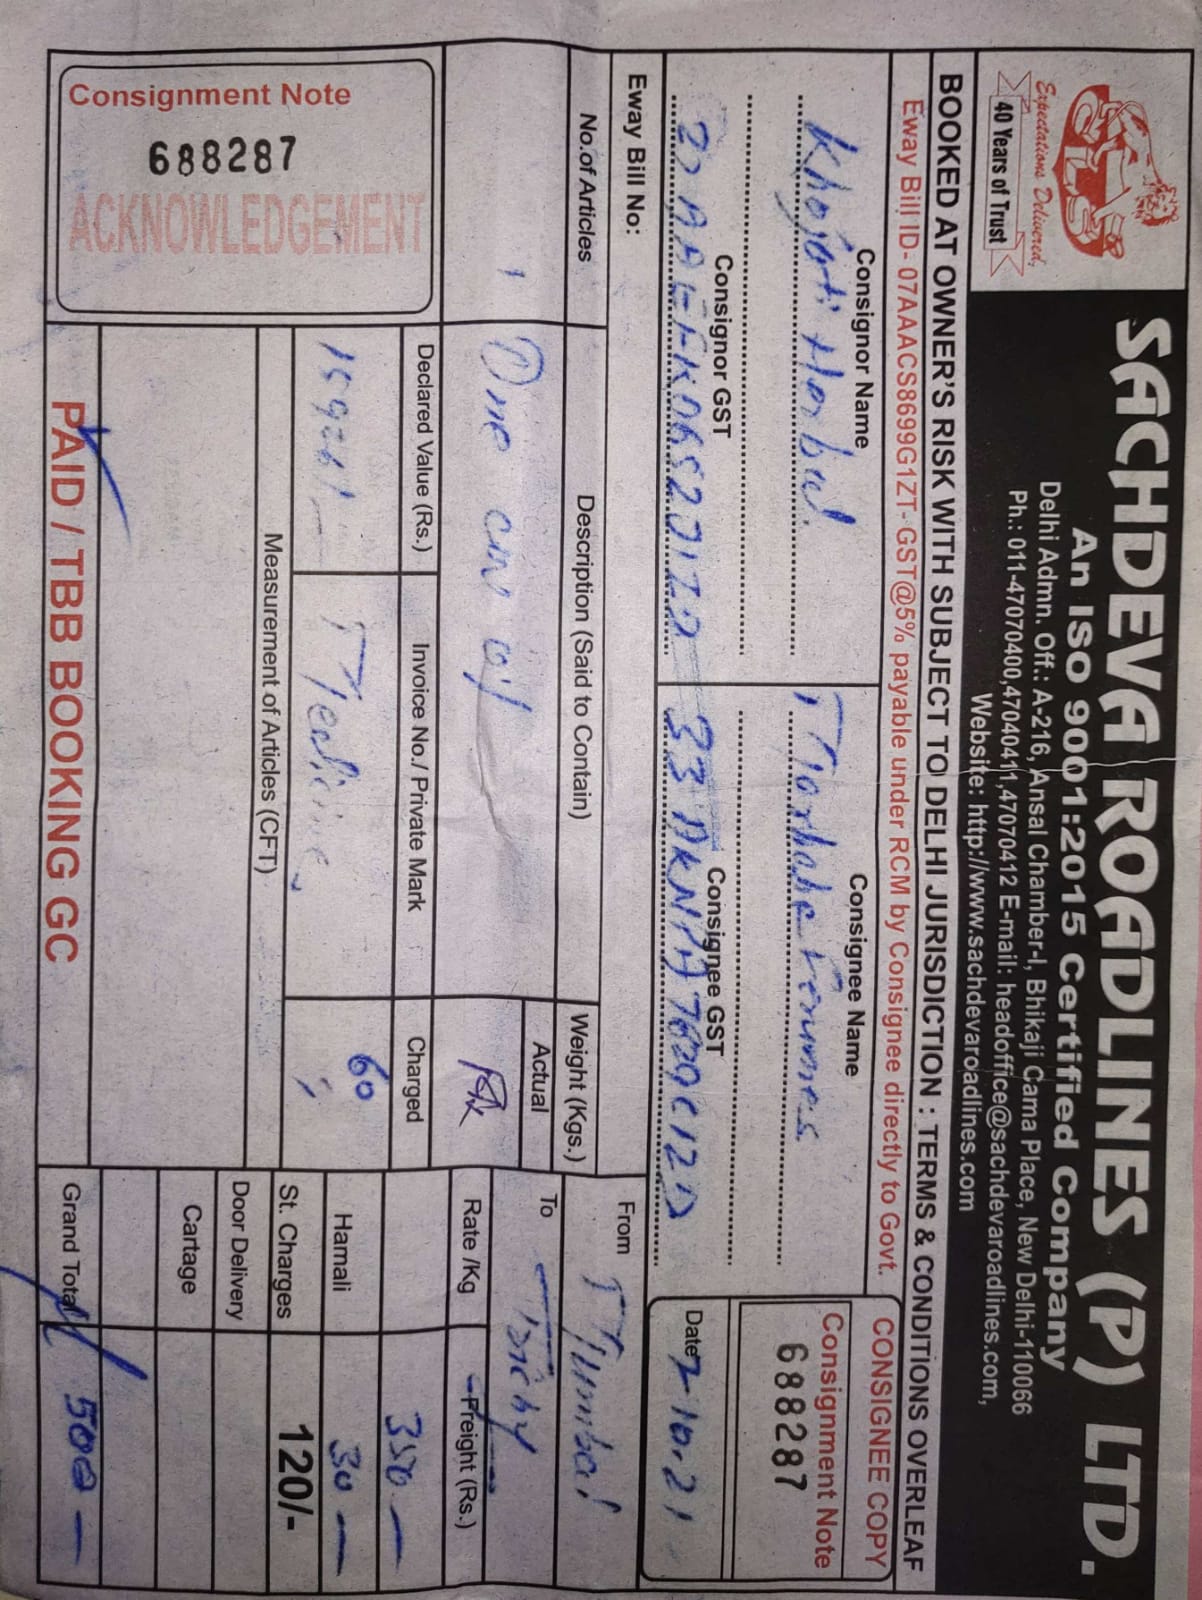 Expectations Delivered,
40 Years of Trust
SACHDEVA ROADLINES (P) LTD.
An ISO 9001:2015 Certified Company
Delhi Admn. Off.: A-216, Ansal Chamber-I, Bhikaji Cama Place, New Delhi-110066
Ph.: 011-47070400,47040411,47070412 E-mail: headoffice@sachdevaroadlines.com,
Website: http://www.sachdevaroadlines.com
BOOKED AT OWNER'S RISK WITH SUBJECT TO DELHI JURISDICTION : TERMS & CONDITIONS OVERLEAF
Eway Bill ID- 07AAACS8699G1ZT- GST@5% payable under RCM by Consignee directly to Govt.
CONSIGNEE COPY
Consignor Name
Consignee Name
Consignment Note
688287
Consignor GST
Consignee GST
Date 2-10.21
Eway Bill No:
No.of Articles
Description (Said to Contain)
Weight (Kgs.)
From Mumbai
Actual
To Trichy
One can oil
Rate /Kg
Freight (Rs.)
Declared Value (Rs.)
Invoice No./ Private Mark
Charged
350 —
Medicine
60
Hamali
30 —
Measurement of Articles (CFT)
St. Charges
120/-
Door Delivery
Cartage
Grand Total
500 —
Consignment Note
688287
ACKNOWLEDGEMENT
PAID / TBB BOOKING GC